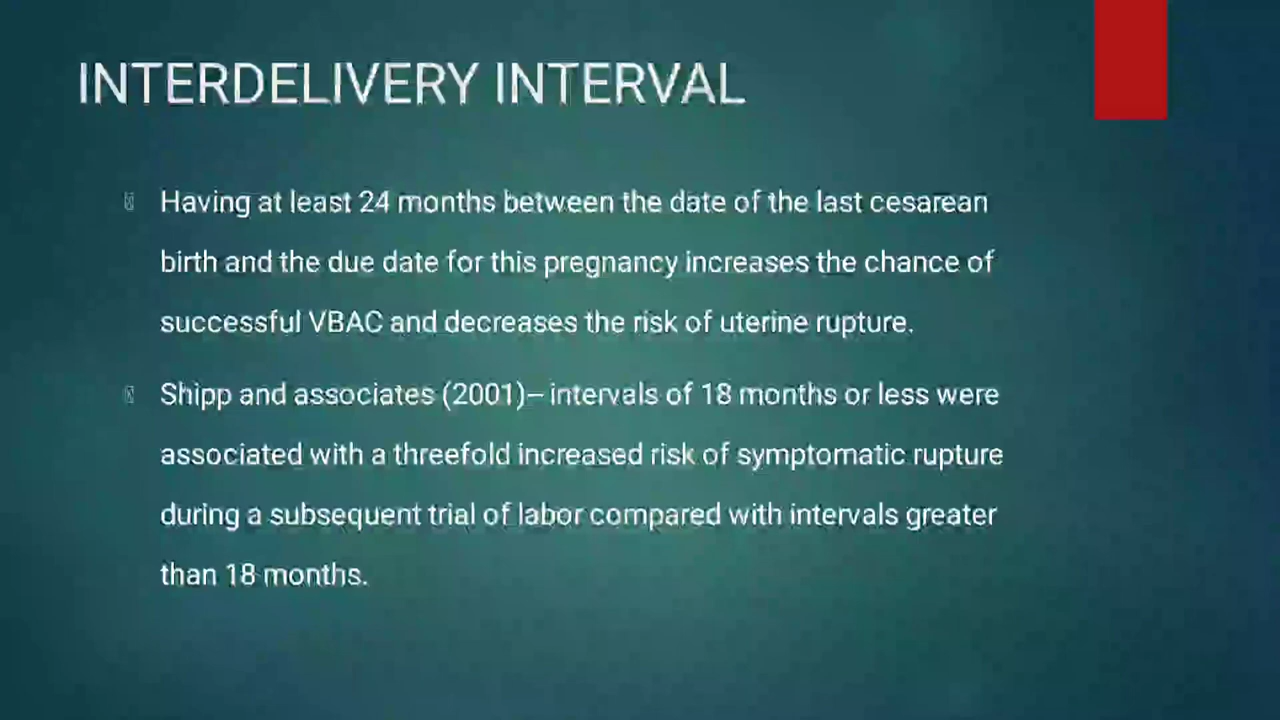 INTERDELIVERY INTERVAL
Having at least 24 months between the date of the last cesarean
birth and the due date for this pregnancy increases the chance of
successful VBAC and decreases the risk of uterine rupture.
Shipp and associates (2001)– intervals of 18 months or less were
associated with a threefold increased risk of symptomatic rupture
during a subsequent trial of labor compared with intervals greater
than 18 months.